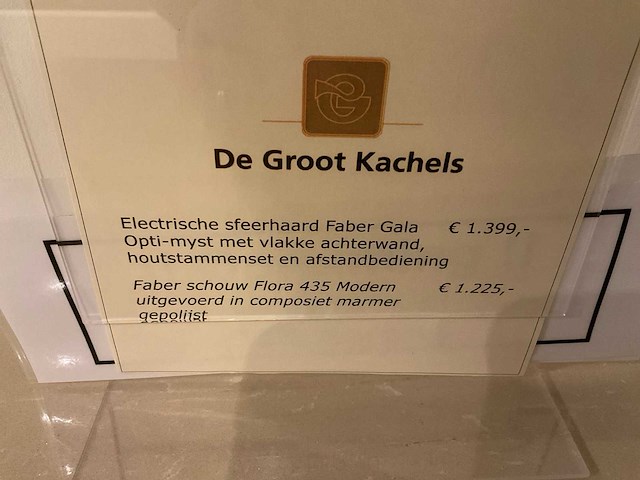 De Groot Kachels
Electrische sfeerhaard Faber Gala € 1.399,-
Opti-myst met vlakke achterwand,
houtstammenset en afstandbediening
Faber schouw Flora 435 Modern € 1.225,-
uitgevoerd in composiet marmer
gepolijst